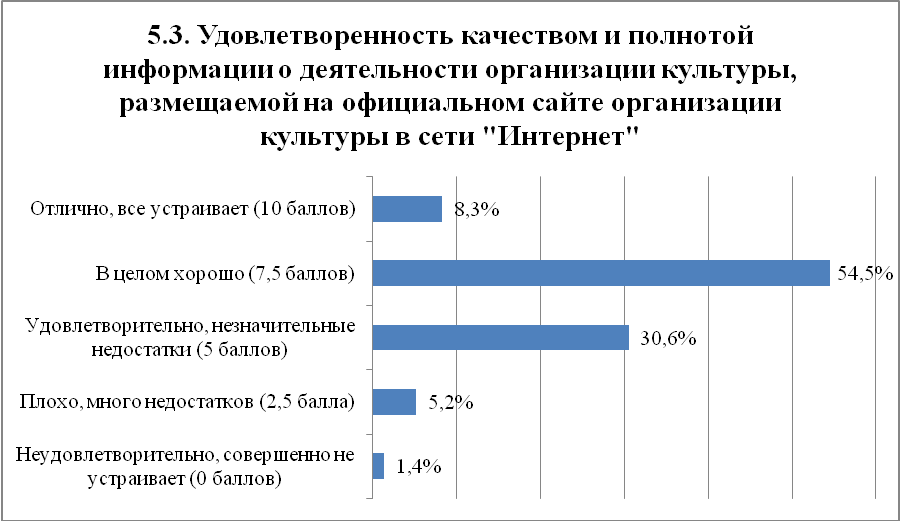 5.3. Удовлетворенность качеством и полнотой
информации о деятельности организации культуры,
размещаемой на официальном сайте организации
культуры в сети "Интернет"
Отлично, все устраивает (10 баллов)
8,3%
В целом хорошо (7,5 баллов)
54,5%
Удовлетворительно, незначительные
недостатки (5 баллов)
30,6%
Плохо, много недостатков (2,5 балла)
5,2%
Неудовлетворительно, совершенно не
устраивает (0 баллов)
1,4%